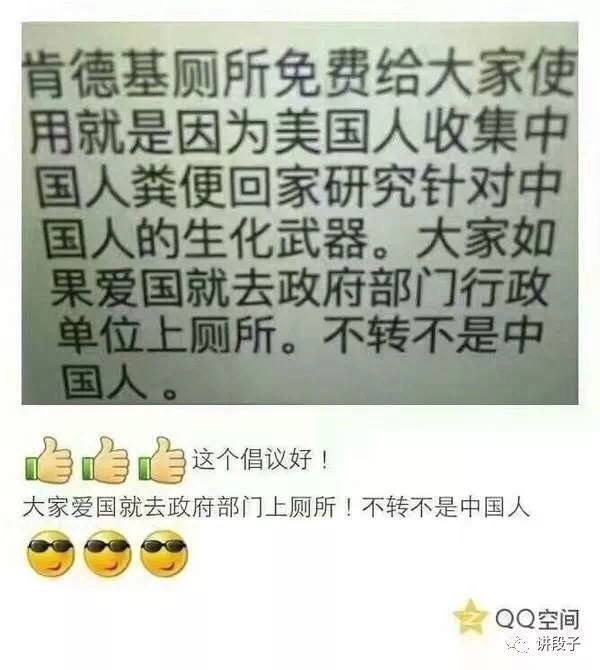 肯德基厕所免费给大家使
用就是因为美国人收集中
国人粪便回家研究针对中
国人的生化武器。大家如
果爱国就去政府部门行政
单位上厕所。不转不是中
国人。
这个倡议好！
大家爱国就去政府部门上厕所！不转不是中国人
QQ空间
讲段子